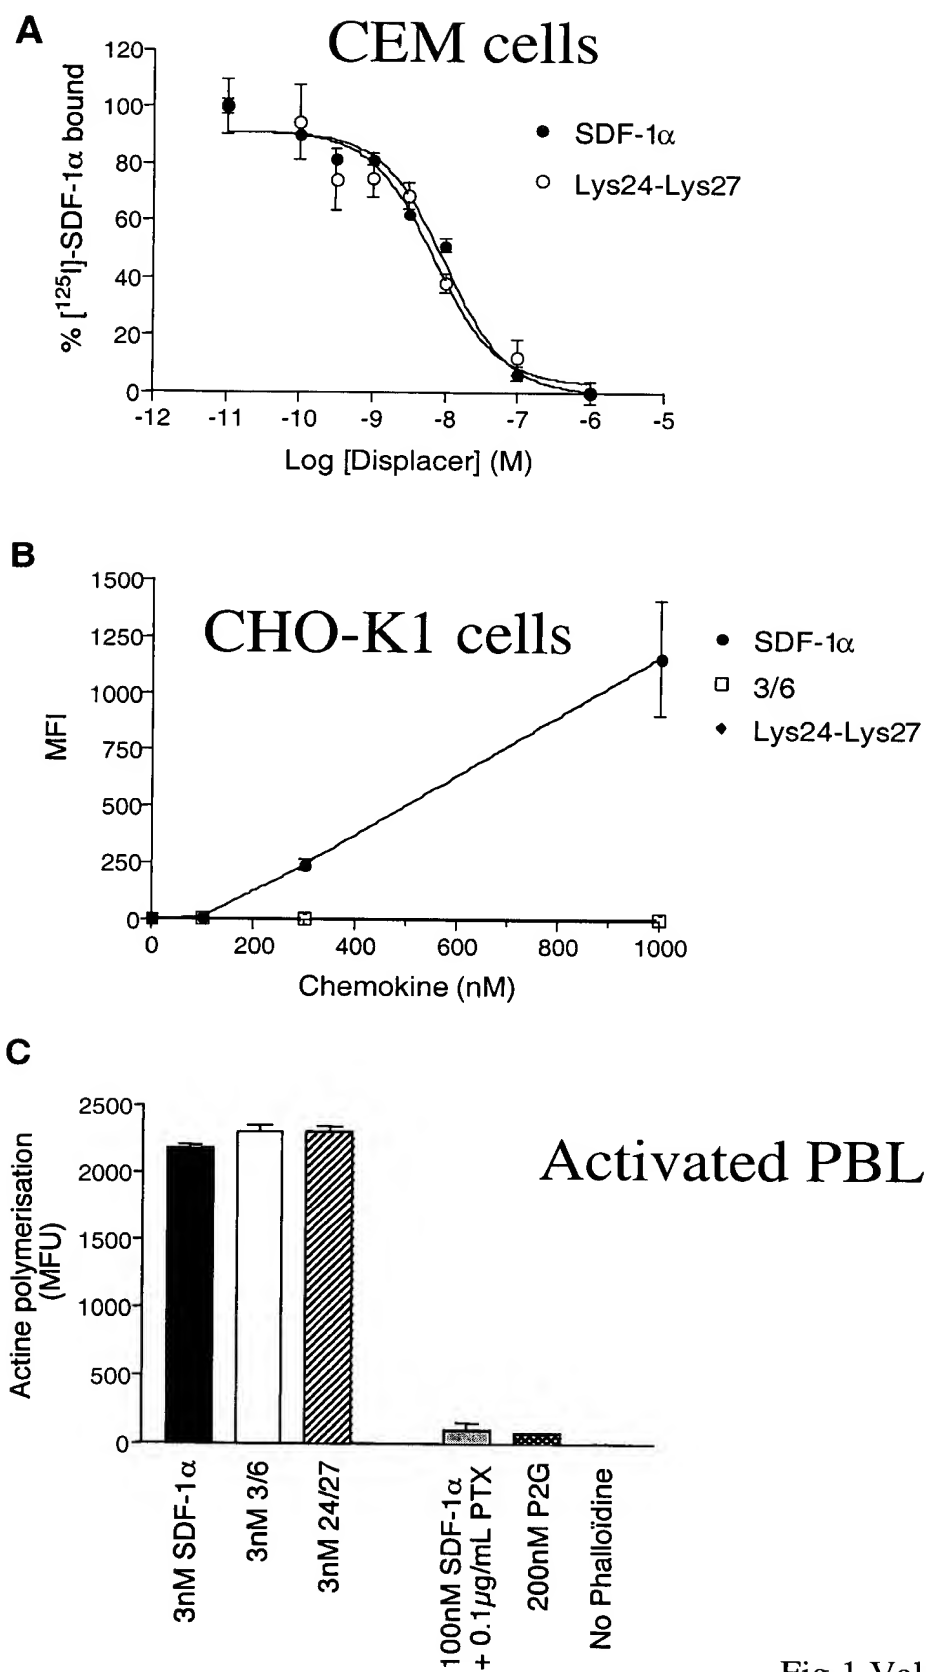 A
CEM cells
120
100
80
60
40
20
0
% [125I]-SDF-1α bound
-12 -11 -10 -9 -8 -7 -6 -5
Log [Displacer] (M)
SDF-1α
Lys24-Lys27
B
CHO-K1 cells
1500
1250
1000
750
500
250
0
MFI
0 200 400 600 800 1000
Chemokine (nM)
SDF-1α
3/6
Lys24-Lys27
C
Activated PBL
2500
2000
1500
1000
500
0
Actine polymerisation
(MFU)
3nM SDF-1α
3nM 3/6
3nM 24/27
100nM SDF-1α
+ 0.1µg/mL PTX
200nM P2G
No Phalloïdine
Fig 1 Val